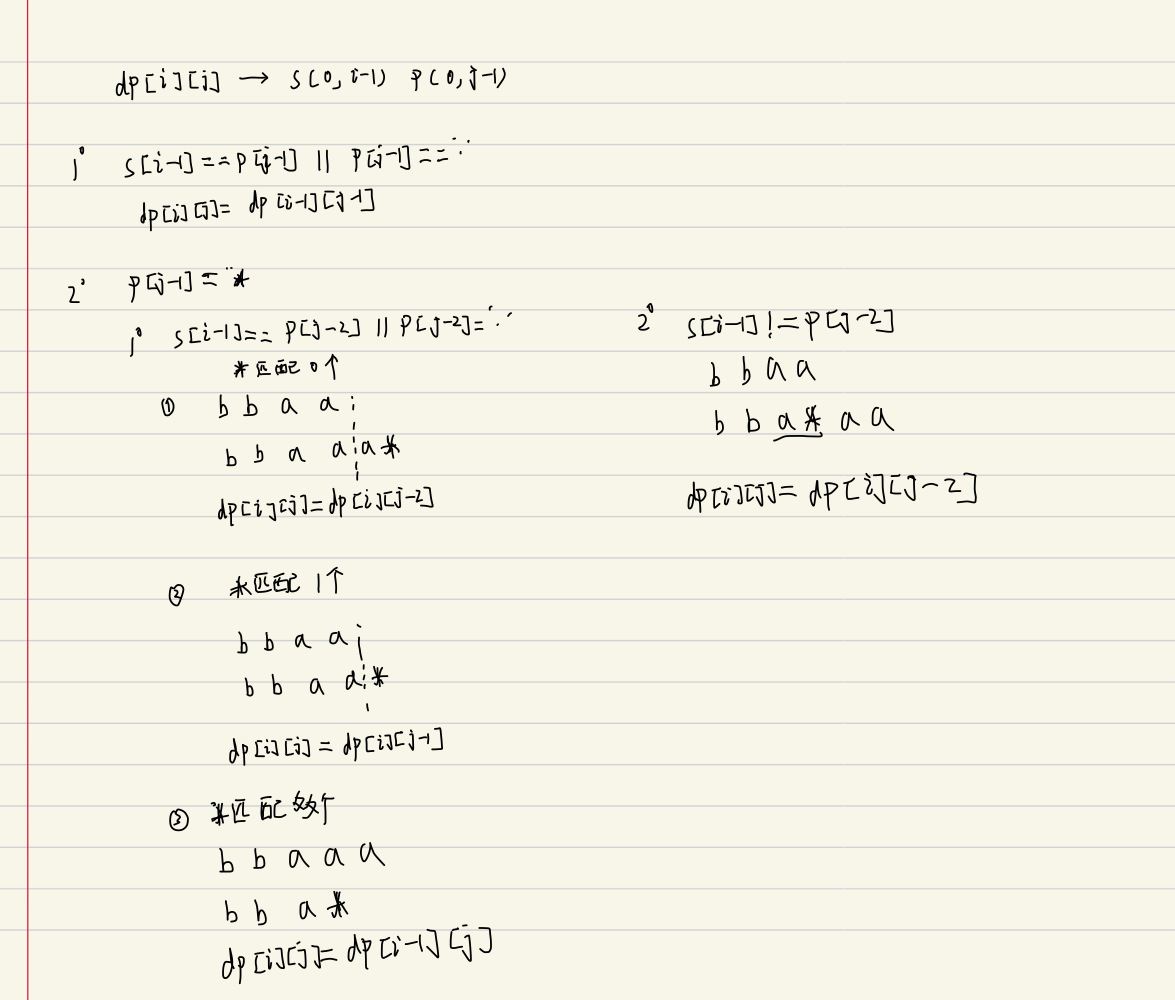 dp[i][j] → s(0, i-1) p(0, j-1)
1° s[i-1]==p[j-1] || p[j-1]=='.'
dp[i][j]= dp[i-1][j-1]
2° p[j-1]= '*
1° s[i-1]== p[j-2] || p[j-2]='.'
*匹配0个
① b b a a
b b a a a*
dp[i][j]=dp[i][j-2]
② *匹配1个
b b a a
b b a a *
dp[i][j] = dp[i][j-1]
③ *匹配多个
b b a a a
b b a *
dp[i][j]= dp[i-1][j]
2° s[i-1] != p[j-2]
b b a a
b b a* a a
dp[i][j]= dp[i][j-2]